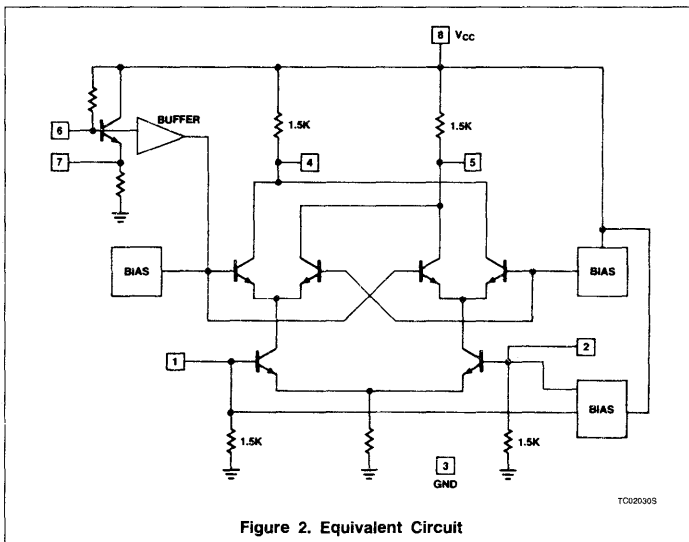 8 VCC
1.5K 1.5K
6 BUFFER
7 4 5
BIAS BIAS
1 2
BIAS
1.5K 1.5K
3
GND
TC02030S
Figure 2. Equivalent Circuit